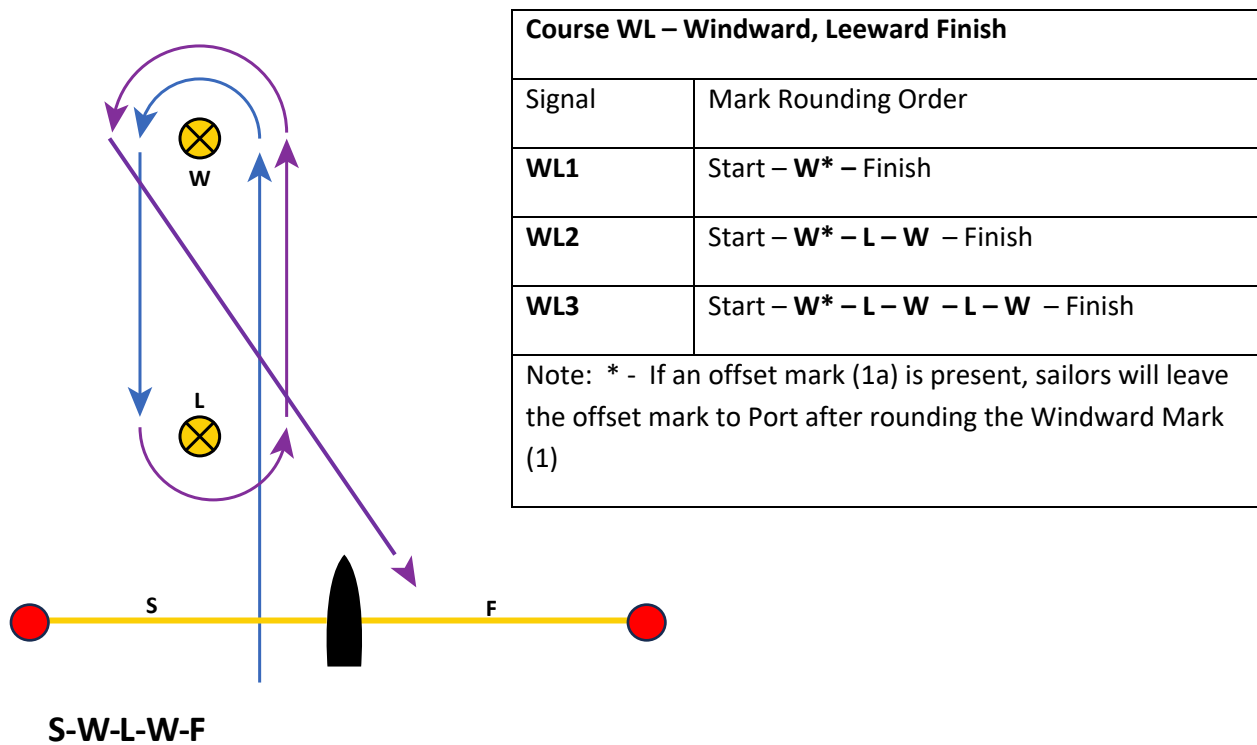 W
L
S
F
S-W-L-W-F
Course WL – Windward, Leeward Finish
Signal Mark Rounding Order
WL1 Start – W* – Finish
WL2 Start – W* – L – W – Finish
WL3 Start – W* – L – W – L – W – Finish
Note: * - If an offset mark (1a) is present, sailors will leave
the offset mark to Port after rounding the Windward Mark
(1)